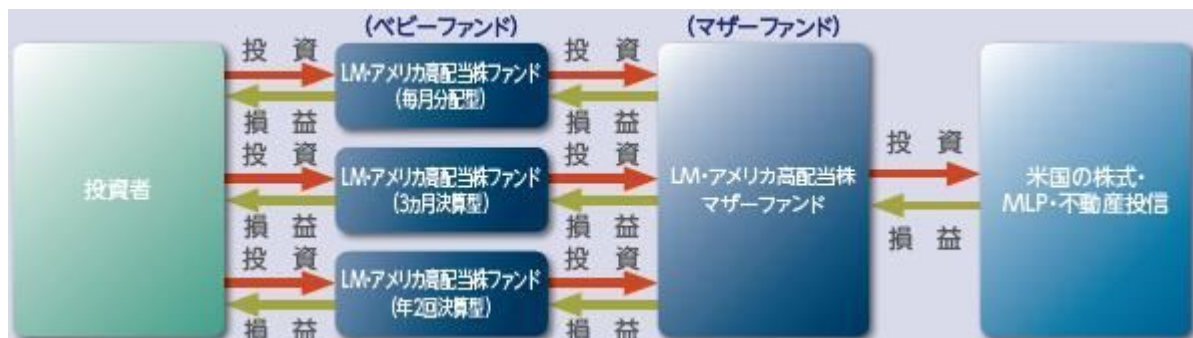 (ベビーファンド)
(マザーファンド)
投資者
投資
損益
LM・アメリカ高配当株ファンド
(毎月分配型)
投資
損益
投資
損益
LM・アメリカ高配当株ファンド
(3ヵ月決算型)
投資
損益
投資
損益
LM・アメリカ高配当株ファンド
(年2回決算型)
投資
損益
LM・アメリカ高配当株
マザーファンド
投資
損益
米国の株式・
MLP・不動産投信